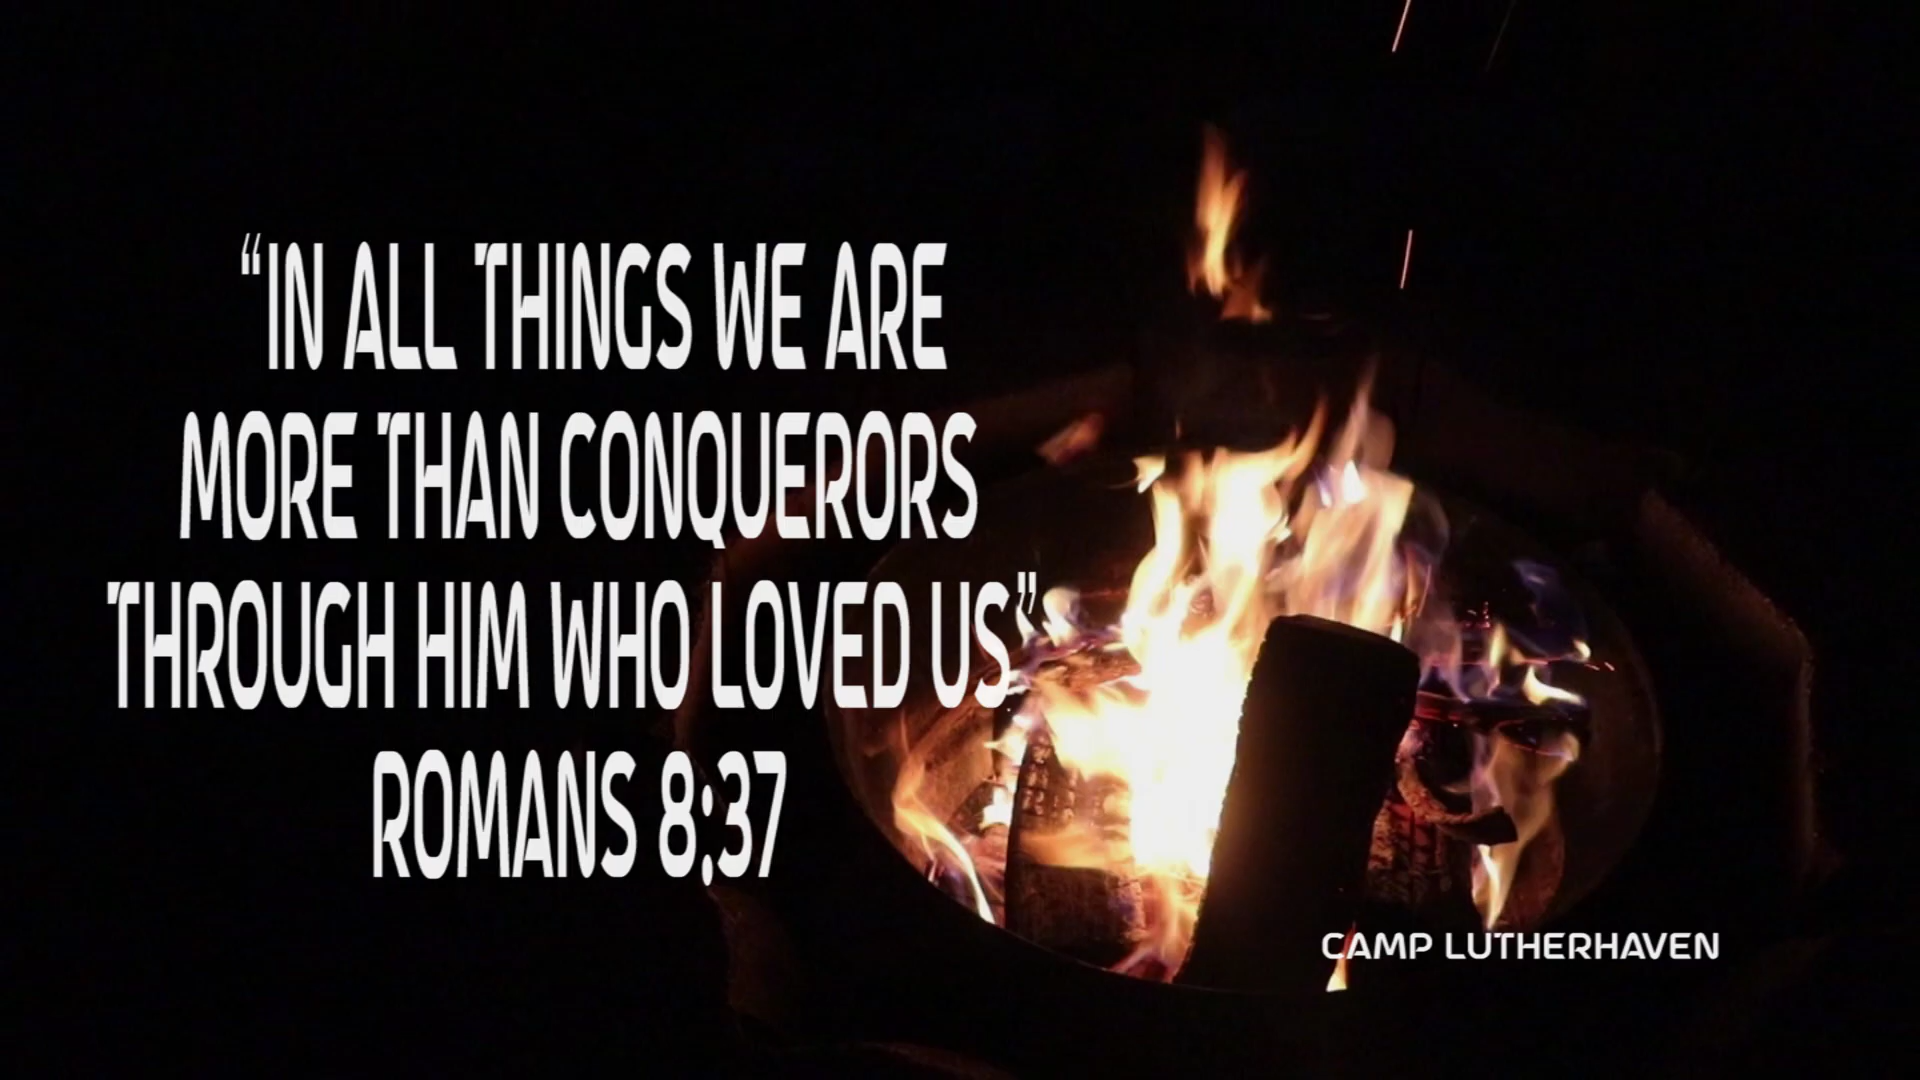 “IN ALL THINGS WE ARE
MORE THAN CONQUERORS
THROUGH HIM WHO LOVED US”
ROMANS 8;37
CAMP LUTHERHAVEN